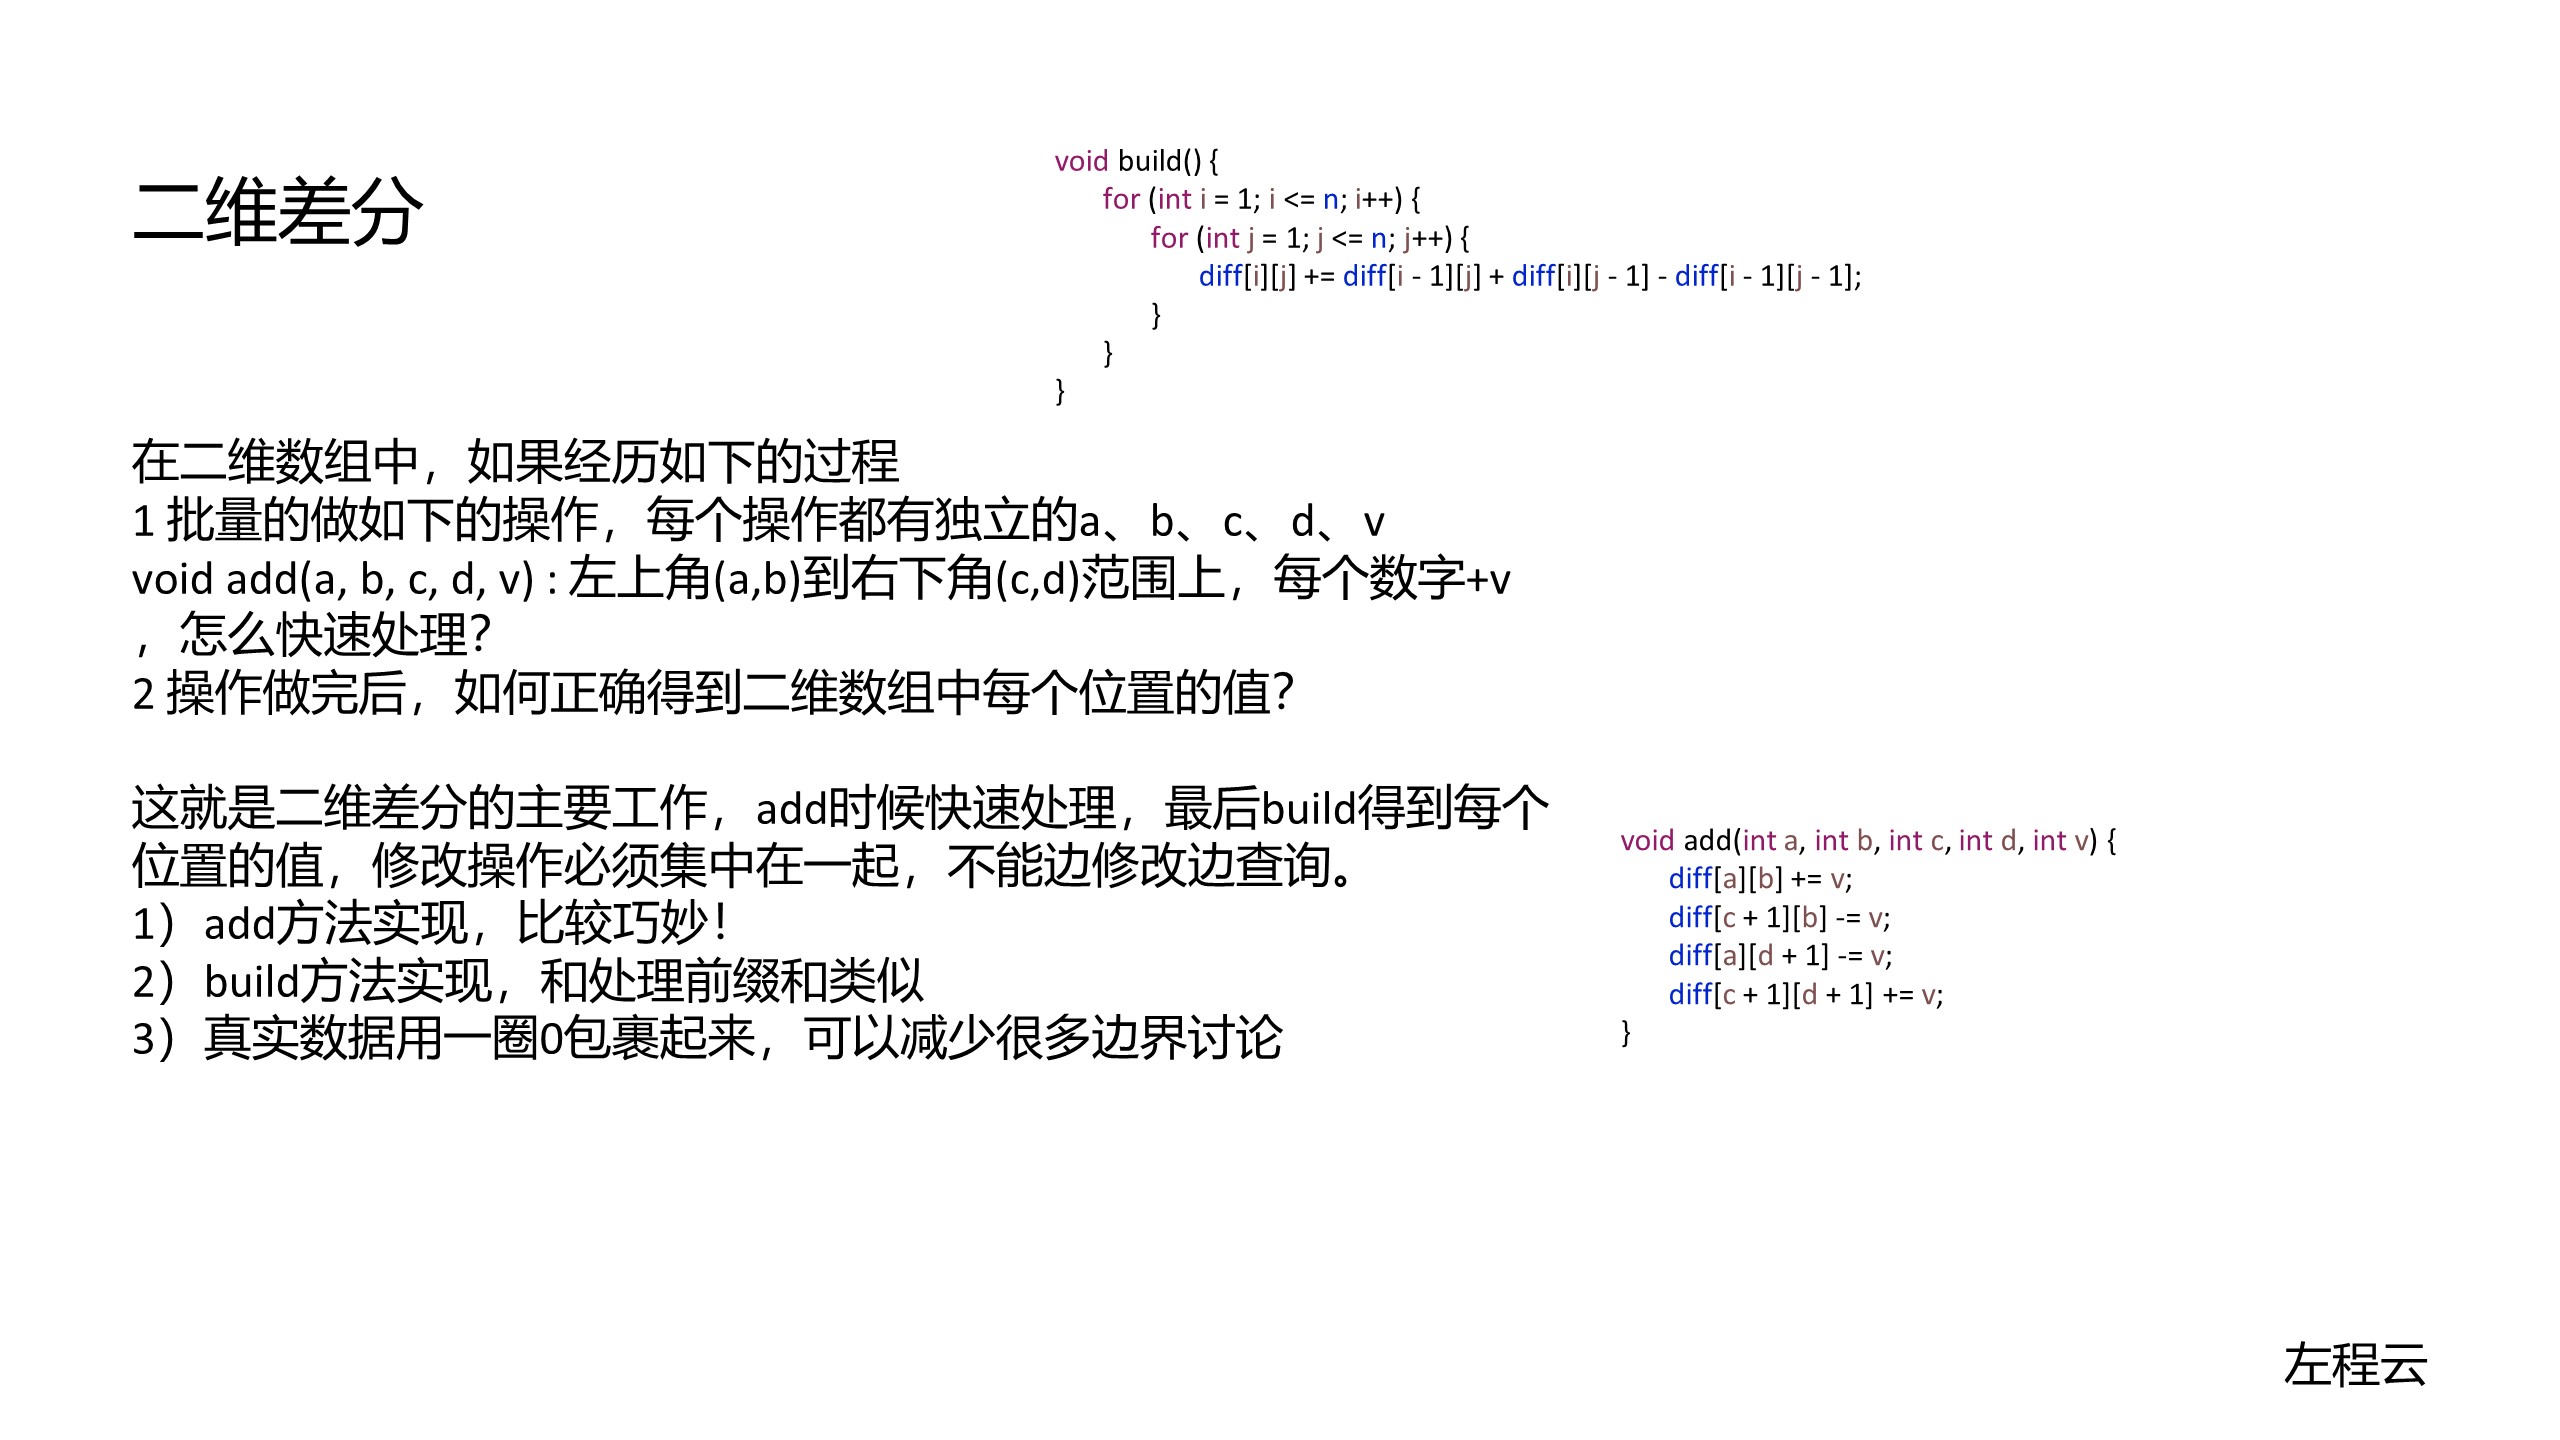 二维差分
void build() {
for (int i = 1; i <= n; i++) {
for (int j = 1; j <= n; j++) {
diff[i][j] += diff[i - 1][j] + diff[i][j - 1] - diff[i - 1][j - 1];
}
}
}
在二维数组中，如果经历如下的过程
1 批量的做如下的操作，每个操作都有独立的a、b、c、d、v
void add(a, b, c, d, v) : 左上角(a,b)到右下角(c,d)范围上，每个数字+v
，怎么快速处理？
2 操作做完后，如何正确得到二维数组中每个位置的值？
这就是二维差分的主要工作，add时候快速处理，最后build得到每个
位置的值，修改操作必须集中在一起，不能边修改边查询。
1）add方法实现，比较巧妙！
2）build方法实现，和处理前缀和类似
3）真实数据用一圈0包裹起来，可以减少很多边界讨论
void add(int a, int b, int c, int d, int v) {
diff[a][b] += v;
diff[c + 1][b] -= v;
diff[a][d + 1] -= v;
diff[c + 1][d + 1] += v;
}
左程云